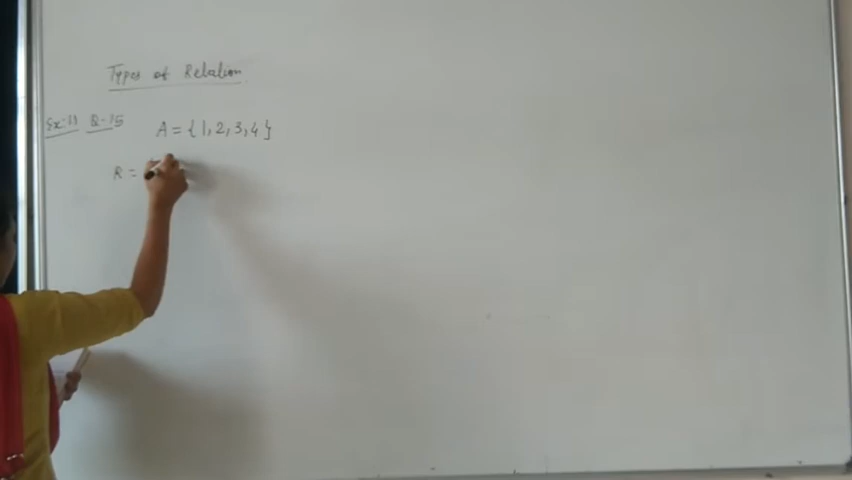 Types of Relation
Ex-1.1 Q-15 A = {1, 2, 3, 4}
R =